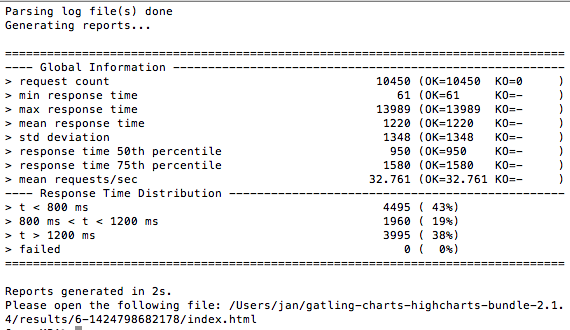 Parsing log file(s) done
Generating reports...
================================================================================
---- Global Information --------------------------------------------------------
> request count                                      10450 (OK=10450  KO=0     )
> min response time                                     61 (OK=61     KO=-     )
> max response time                                  13989 (OK=13989  KO=-     )
> mean response time                                  1220 (OK=1220   KO=-     )
> std deviation                                       1348 (OK=1348   KO=-     )
> response time 50th percentile                        950 (OK=950    KO=-     )
> response time 75th percentile                       1580 (OK=1580   KO=-     )
> mean requests/sec                                 32.761 (OK=32.761 KO=-     )
---- Response Time Distribution ------------------------------------------------
> t < 800 ms                                          4495 ( 43%)
> 800 ms < t < 1200 ms                                1960 ( 19%)
> t > 1200 ms                                         3995 ( 38%)
> failed                                                 0 (  0%)
================================================================================
Reports generated in 2s.
Please open the following file: /Users/jan/gatling-charts-highcharts-bundle-2.1.
4/results/6-1424798682178/index.html